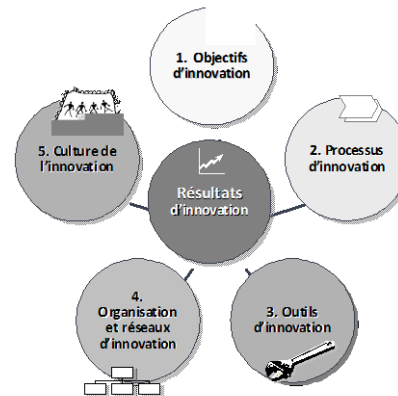 1. Objectifs
d'innovation
2. Processus
d'innovation
3. Outils
d'innovation
4.
Organisation
et réseaux
d'innovation
5. Culture de
l'innovation
Résultats
d'innovation